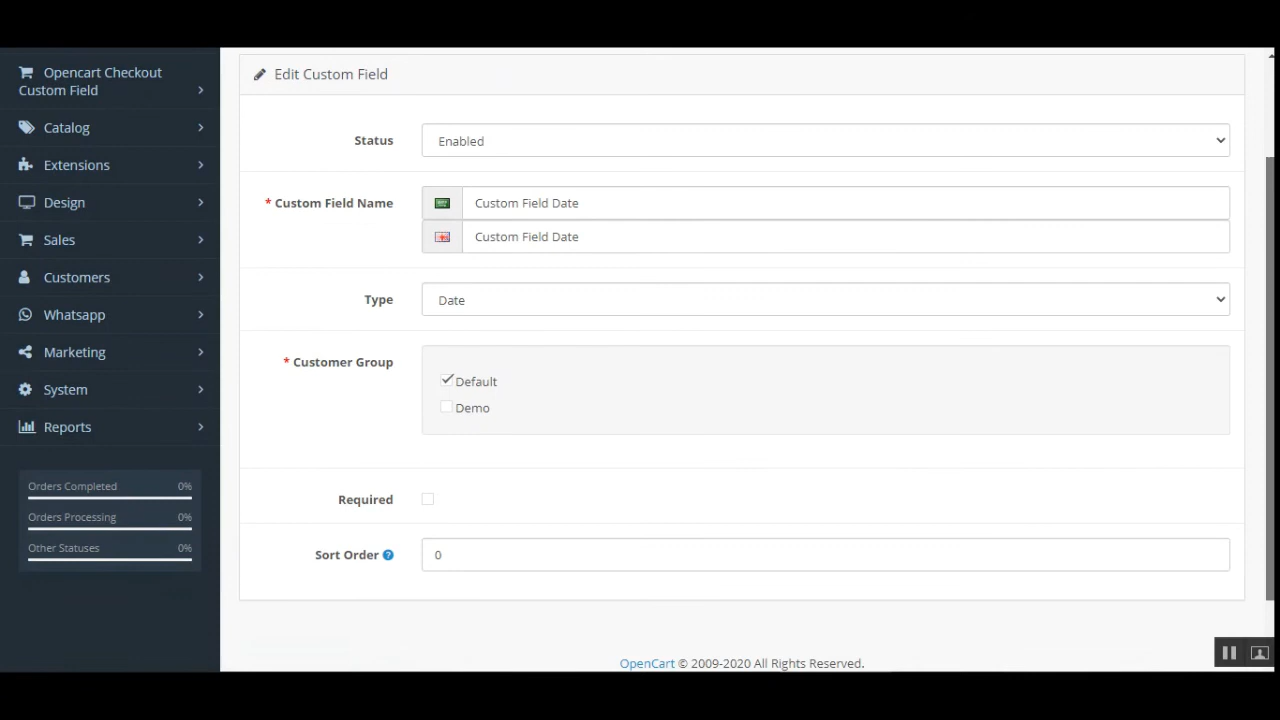 Opencart Checkout
Custom Field
Catalog
Extensions
Design
Sales
Customers
Whatsapp
Marketing
System
Reports
Orders Completed 0%
Orders Processing 0%
Other Statuses 0%
Edit Custom Field
Status Enabled
* Custom Field Name Custom Field Date
Custom Field Date
Type Date
* Customer Group
Default
Demo
Required
Sort Order ? 0
OpenCart © 2009-2020 All Rights Reserved.